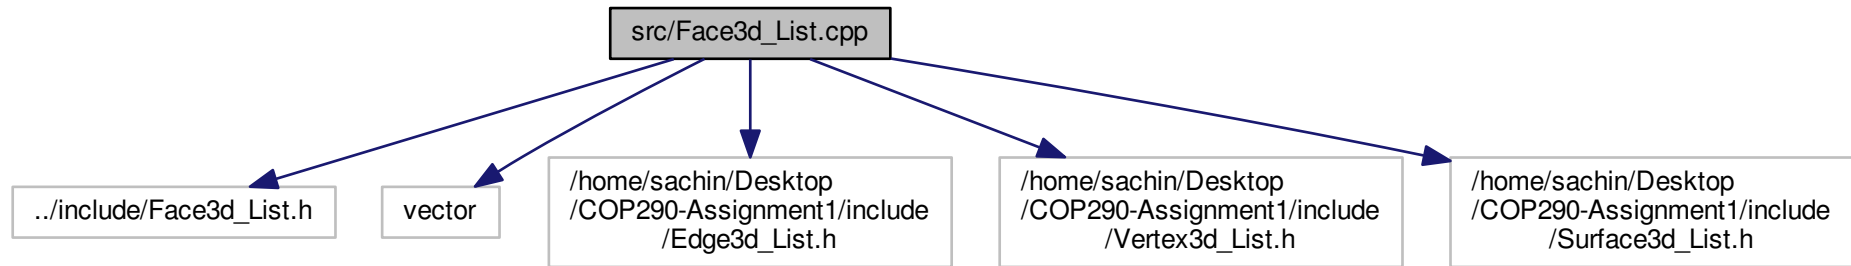 src/Face3d_List.cpp
../include/Face3d_List.h
vector
/home/sachin/Desktop
/COP290-Assignment1/include
/Edge3d_List.h
/home/sachin/Desktop
/COP290-Assignment1/include
/Vertex3d_List.h
/home/sachin/Desktop
/COP290-Assignment1/include
/Surface3d_List.h